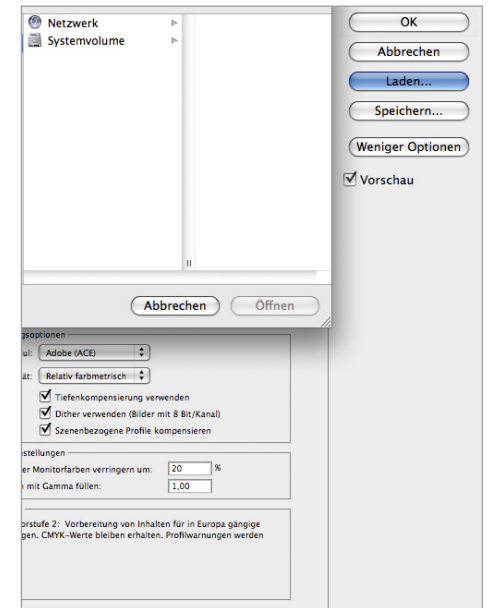 Netzwerk
Systemvolume
OK
Abbrechen
Laden...
Speichern...
Weniger Optionen
Vorschau
Abbrechen
Öffnen
gsoptionen
ul: Adobe (ACE)
ät: Relativ farbmetrisch
Tiefenkompensierung verwenden
Dither verwenden (Bilder mit 8 Bit/Kanal)
Szenenbezogene Profile kompensieren
nstellungen
er Monitorfarben verringern um: 20 %
n mit Gamma füllen: 1,00
orstufe 2: Vorbereitung von Inhalten für in Europa gängige
gen. CMYK-Werte bleiben erhalten. Profilwarnungen werden